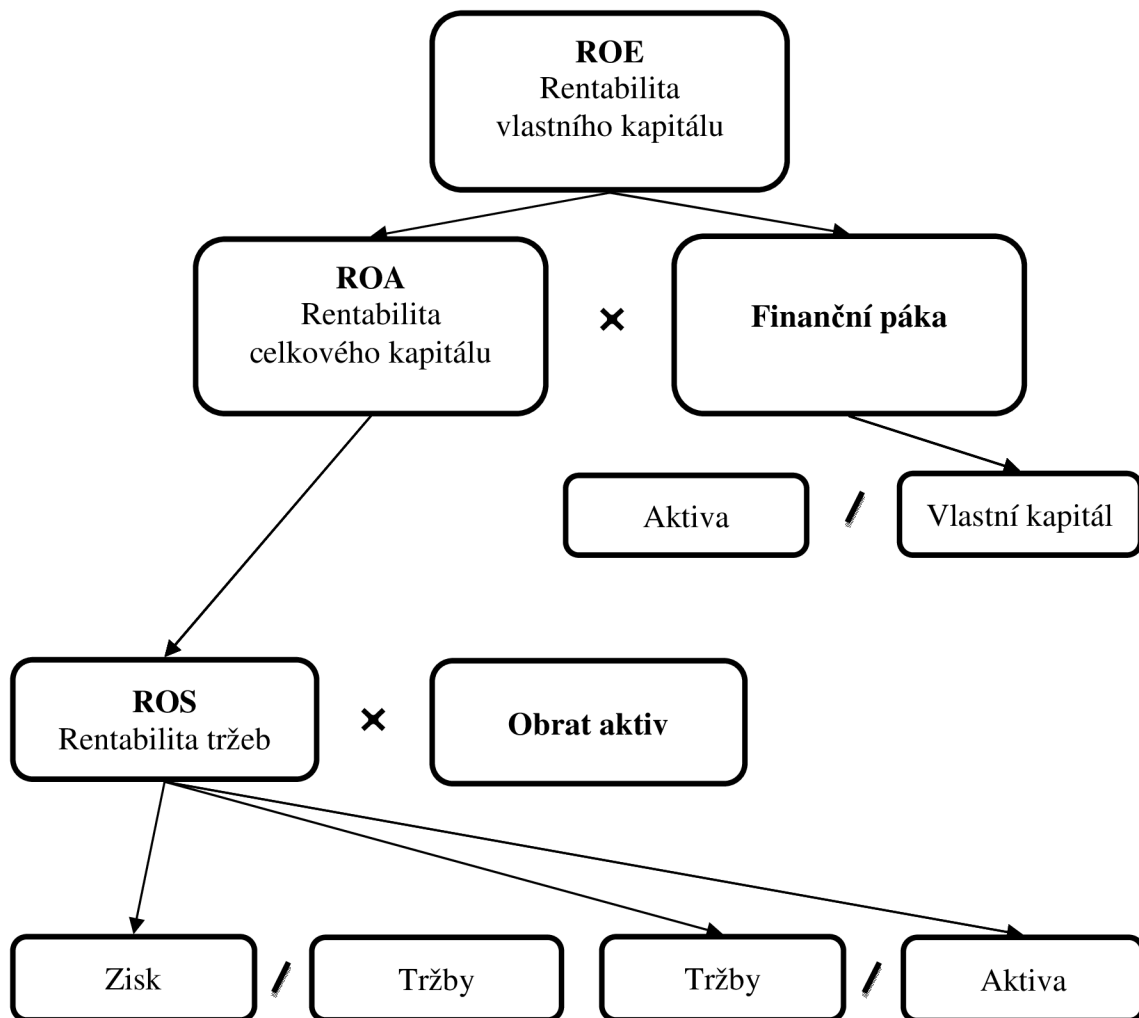 ROE
Rentabilita
vlastního kapitálu
ROA
Rentabilita
celkového kapitálu
×
Finanční páka
Aktiva
/
Vlastní kapitál
ROS
Rentabilita tržeb
×
Obrat aktiv
Zisk
/
Tržby
Tržby
/
Aktiva